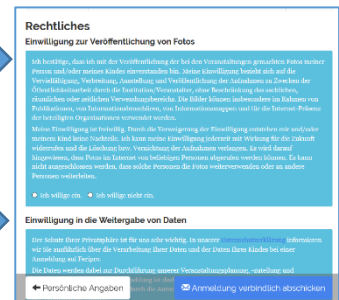 Rechtliches
Einwilligung zur Veröffentlichung von Fotos
Ich bestätige, dass ich mit der Veröffentlichung der bei den Veranstaltungen gemachten Fotos meiner
Person und/oder meines Kindes einverstanden bin. Meine Einwilligung bezieht sich auf die
Vervielfältigung, Verbreitung, Ausstellung und Veröffentlichung der Aufnahmen zu Zwecken der
Öffentlichkeitsarbeit durch die Institution/Veranstalter, ohne Beschränkung des sachlichen,
räumlichen oder zeitlichen Verwendungsbereichs. Die Bilder können insbesondere im Rahmen von
Publikationen, von Informationsbroschüren, von Informationsmappen und für die Internet-Präsenz
der beteiligten Organisationen verwendet werden.
Meine Einwilligung ist freiwillig. Durch die Verweigerung der Einwilligung entstehen mir und/oder
meinem Kind keine Nachteile. Ich kann meine Einwilligung jederzeit mit Wirkung für die Zukunft
widerrufen und die Löschung bzw. Vernichtung der Aufnahmen verlangen. Es wird darauf
hingewiesen, dass Fotos im Internet von beliebigen Personen abgerufen werden können. Es kann
nicht ausgeschlossen werden, dass solche Personen die Fotos weiterverwenden oder an andere
Personen weiterleiten.
Ich willige ein. Ich willige nicht ein.
Einwilligung in die Weitergabe von Daten
Der Schutz Ihrer Privatsphäre ist für uns sehr wichtig. In unserer Datenschutzerklärung informieren
wir Sie ausführlich über die Verarbeitung Ihrer Daten und der Daten Ihres Kindes bei einer
Anmeldung auf Feripro.
Die Daten werden dabei zur Durchführung unserer Veranstaltungsplanung, -zuteilung und
Persönliche Angaben
Anmeldung verbindlich abschicken